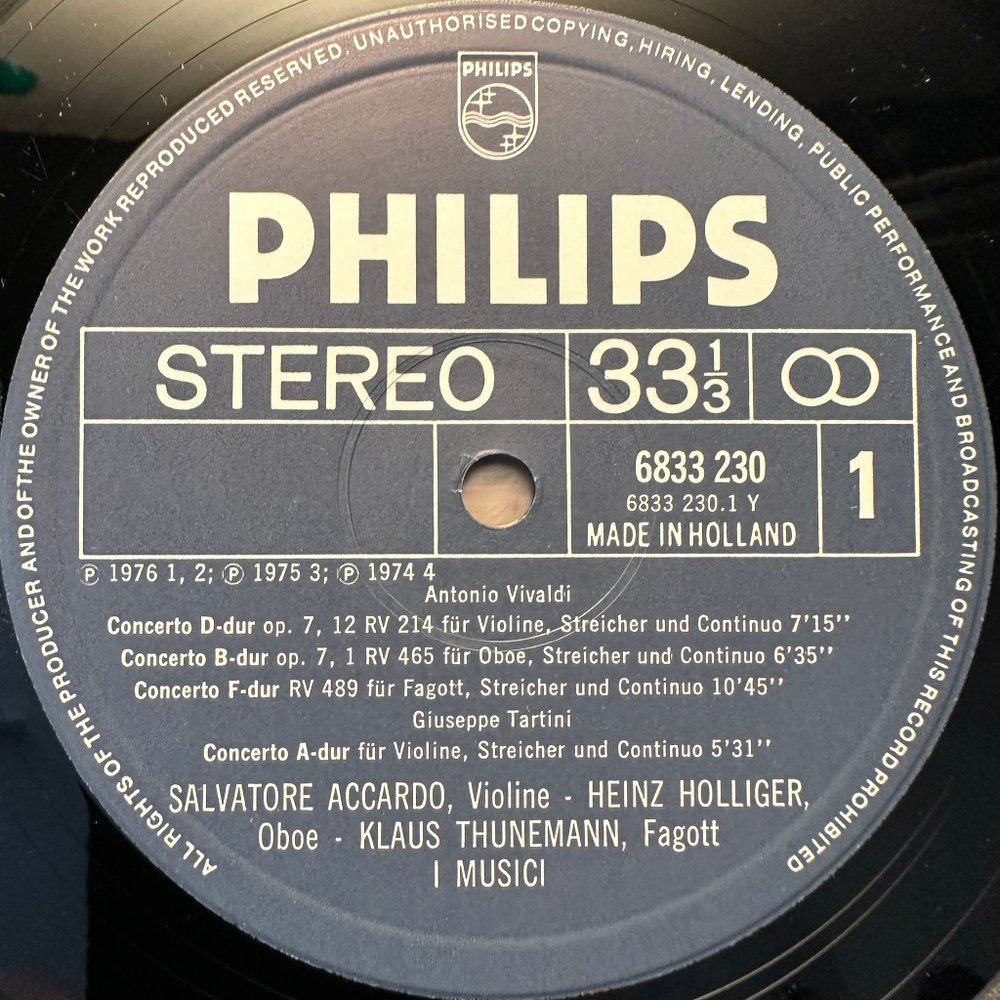 ALL RIGHTS OF THE PRODUCER AND OF THE OWNER OF THE WORK REPRODUCED RESERVED. UNAUTHORISED COPYING, HIRING, LENDING, PUBLIC PERFORMANCE AND BROADCASTING OF THIS RECORD PROHIBITED
PHILIPS
PHILIPS
STEREO 33 1/3
6833 230
6833 230.1 Y
MADE IN HOLLAND
1
℗ 1976 1, 2; ℗ 1975 3; ℗ 1974 4
Antonio Vivaldi
Concerto D-dur op. 7, 12 RV 214 für Violine, Streicher und Continuo 7'15''
Concerto B-dur op. 7, 1 RV 465 für Oboe, Streicher und Continuo 6'35''
Concerto F-dur RV 489 für Fagott, Streicher und Continuo 10'45''
Giuseppe Tartini
Concerto A-dur für Violine, Streicher und Continuo 5'31''
SALVATORE ACCARDO, Violine - HEINZ HOLLIGER,
Oboe - KLAUS THUNEMANN, Fagott
I MUSICI